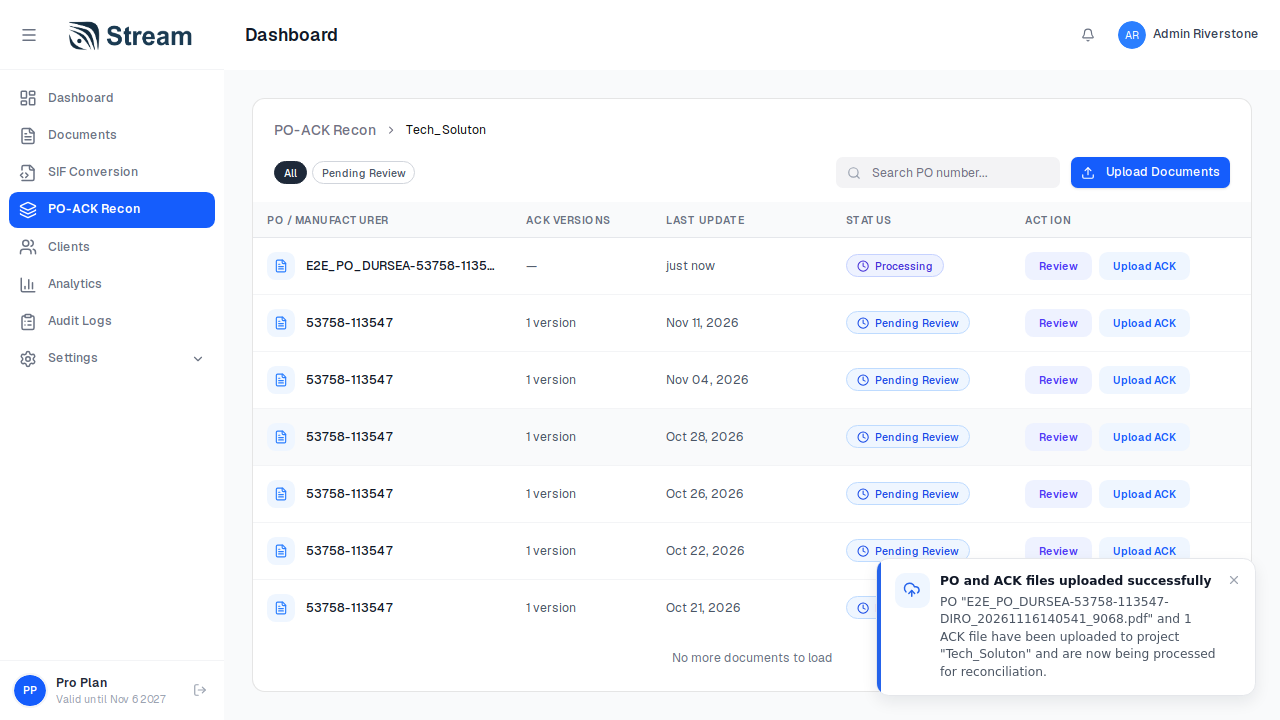 Stream
Dashboard
AR
Admin Riverstone
Dashboard
Documents
SIF Conversion
PO-ACK Recon
Clients
Analytics
Audit Logs
Settings
PO-ACK Recon
Tech_Soluton
All
Pending Review
Search PO number...
Upload Documents
PO / MANUFACTURER
ACK VERSIONS
LAST UPDATE
STATUS
ACTION
E2E_PO_DURSEA-53758-1135...
—
just now
Processing
Review
Upload ACK
53758-113547
1 version
Nov 11, 2026
Pending Review
Review
Upload ACK
53758-113547
1 version
Nov 04, 2026
Pending Review
Review
Upload ACK
53758-113547
1 version
Oct 28, 2026
Pending Review
Review
Upload ACK
53758-113547
1 version
Oct 26, 2026
Pending Review
Review
Upload ACK
53758-113547
1 version
Oct 22, 2026
Pending Review
Review
Upload ACK
53758-113547
1 version
Oct 21, 2026
No more documents to load
PO and ACK files uploaded successfully
PO "E2E_PO_DURSEA-53758-113547-
DIRO_20261116140541_9068.pdf" and 1
ACK file have been uploaded to project
"Tech_Soluton" and are now being processed
for reconciliation.
PP
Pro Plan
Valid until Nov 6 2027